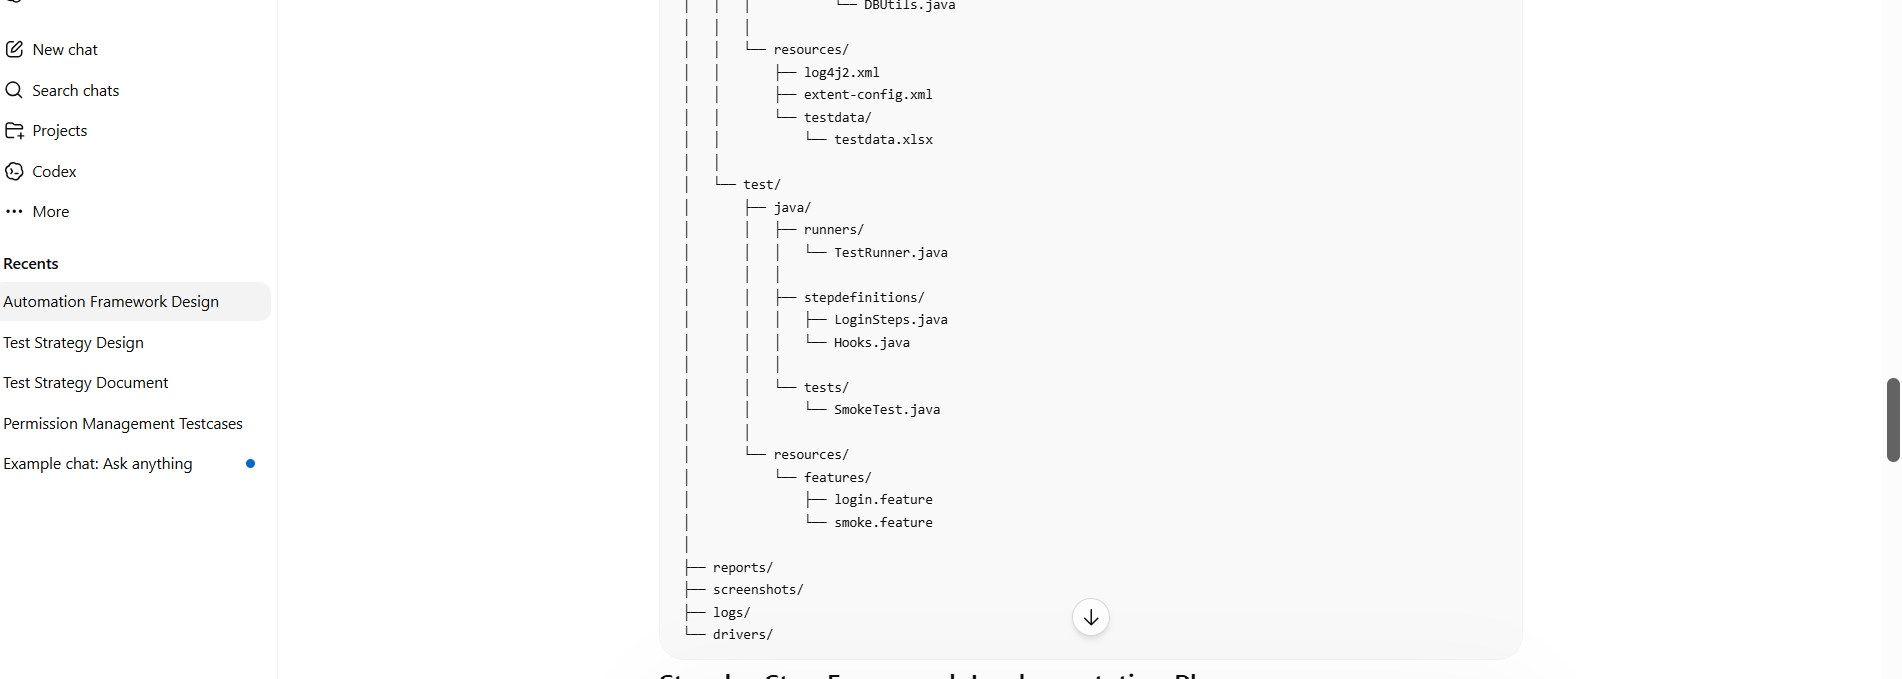 New chat
Search chats
Projects
Codex
More
Recents
Automation Framework Design
Test Strategy Design
Test Strategy Document
Permission Management Testcases
Example chat: Ask anything
│   │   │           └── DBUtils.java
│   │   │
│   │   └── resources/
│   │       ├── log4j2.xml
│   │       ├── extent-config.xml
│   │       └── testdata/
│   │           └── testdata.xlsx
│   │
│   └── test/
│       ├── java/
│       │   ├── runners/
│       │   │   └── TestRunner.java
│       │   │
│       │   ├── stepdefinitions/
│       │   │   ├── LoginSteps.java
│       │   │   └── Hooks.java
│       │   │
│       │   └── tests/
│       │       └── SmokeTest.java
│       │
│       └── resources/
│           └── features/
│               ├── login.feature
│               └── smoke.feature
│
├── reports/
├── screenshots/
├── logs/
└── drivers/